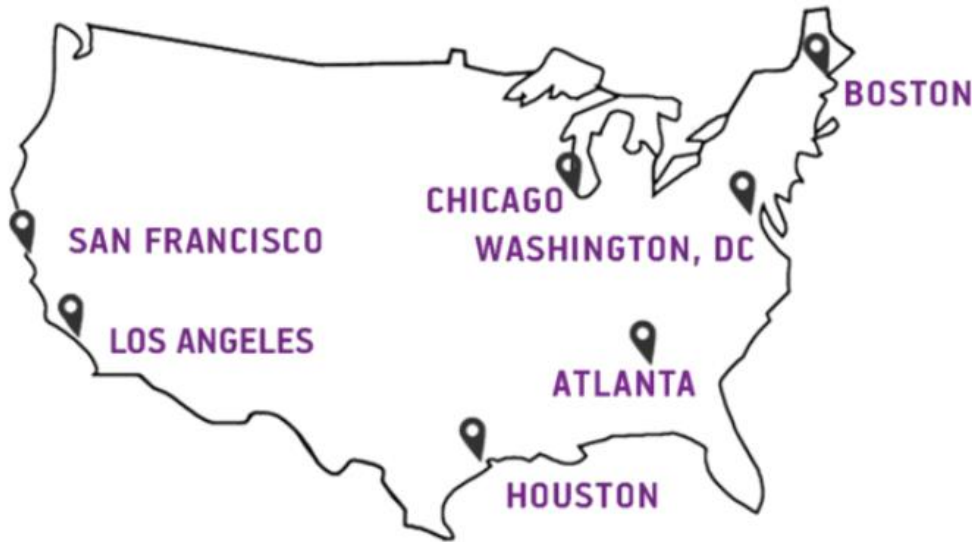 BOSTON
CHICAGO
SAN FRANCISCO
WASHINGTON, DC
LOS ANGELES
ATLANTA
HOUSTON